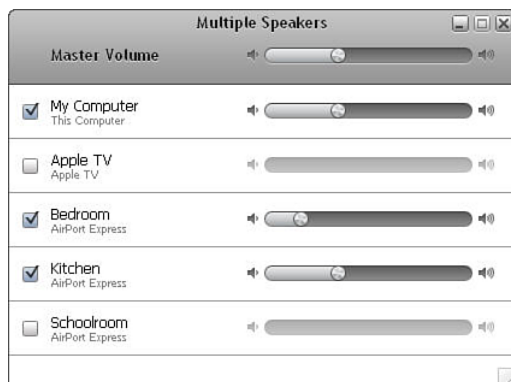 Multiple Speakers
Master Volume
My Computer
This Computer
Apple TV
Apple TV
Bedroom
AirPort Express
Kitchen
AirPort Express
Schoolroom
AirPort Express